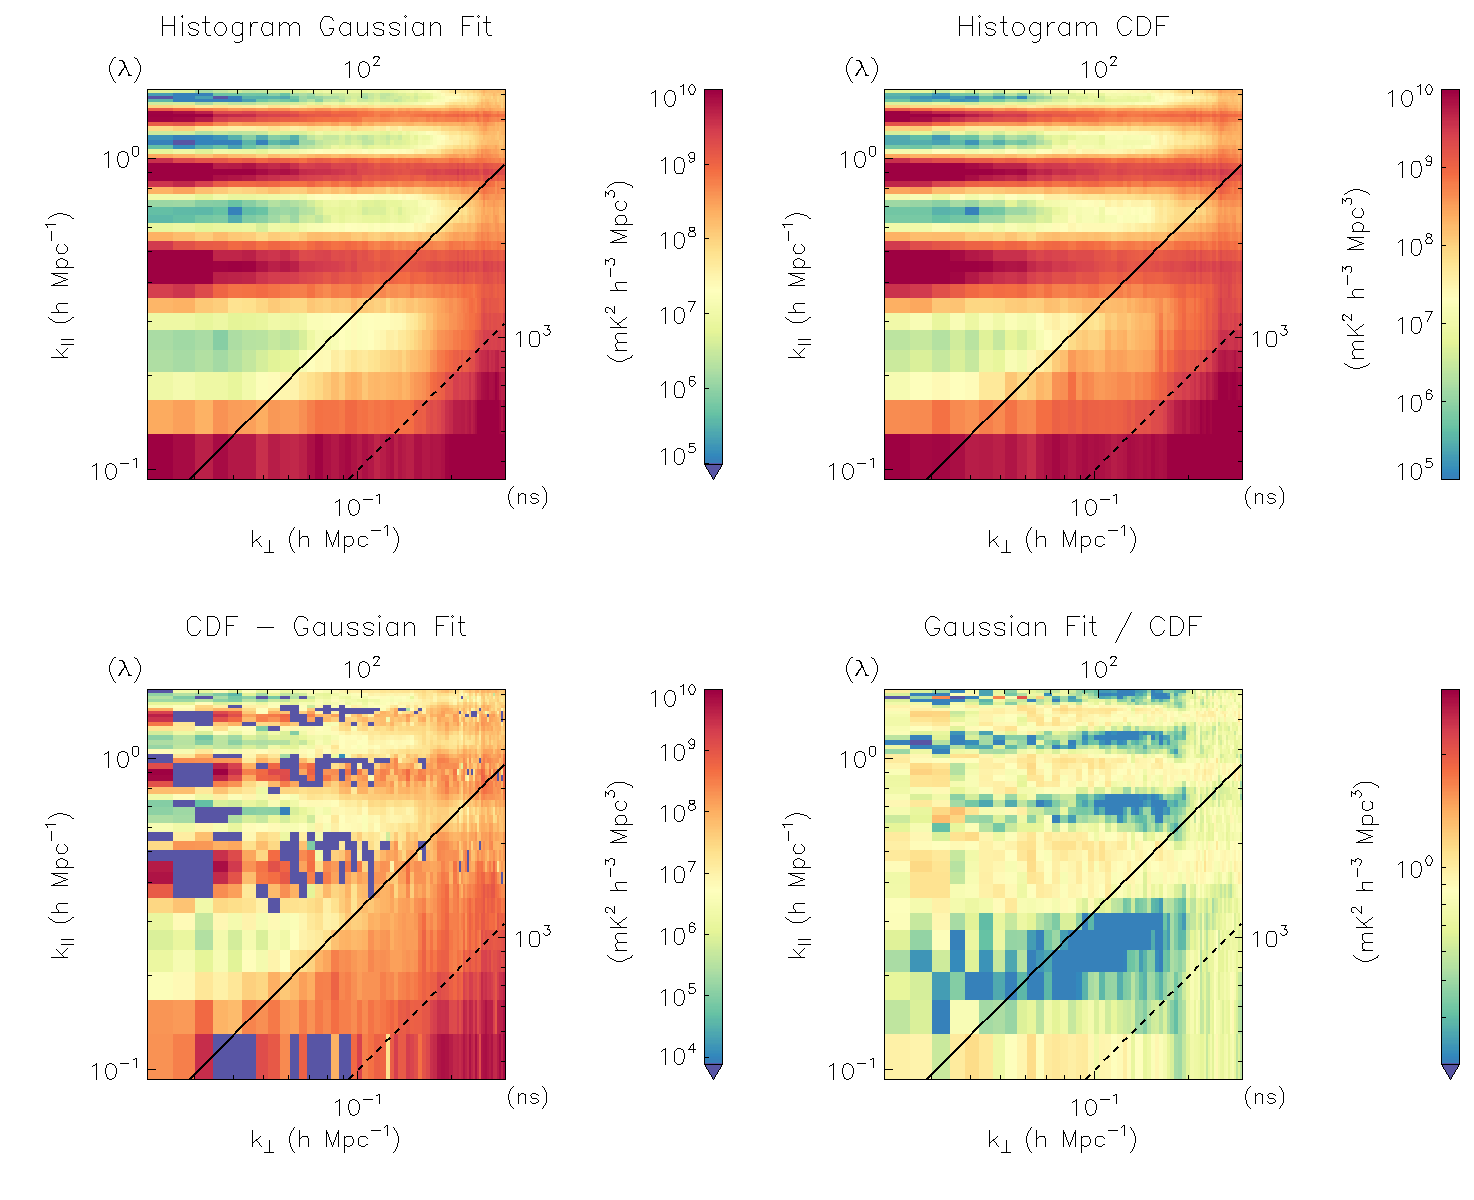 Histogram Gaussian Fit
Histogram CDF
(λ)
10²
10¹⁰
10⁹
10⁸
10⁷
10⁶
10⁵
(mK² h⁻³ Mpc³)
10⁰
10⁻¹
k∥ (h Mpc⁻¹)
10³
(ns)
10⁻¹
k⊥ (h Mpc⁻¹)
(λ)
10²
10¹⁰
10⁹
10⁸
10⁷
10⁶
10⁵
(mK² h⁻³ Mpc³)
10⁰
10⁻¹
k∥ (h Mpc⁻¹)
10³
(ns)
10⁻¹
k⊥ (h Mpc⁻¹)
CDF − Gaussian Fit
Gaussian Fit / CDF
(λ)
10²
10¹⁰
10⁹
10⁸
10⁷
10⁶
10⁵
10⁴
(mK² h⁻³ Mpc³)
10⁰
10⁻¹
k∥ (h Mpc⁻¹)
10³
(ns)
10⁻¹
k⊥ (h Mpc⁻¹)
(λ)
10²
10⁰
(mK² h⁻³ Mpc³)
10⁰
10⁻¹
k∥ (h Mpc⁻¹)
10³
(ns)
10⁻¹
k⊥ (h Mpc⁻¹)